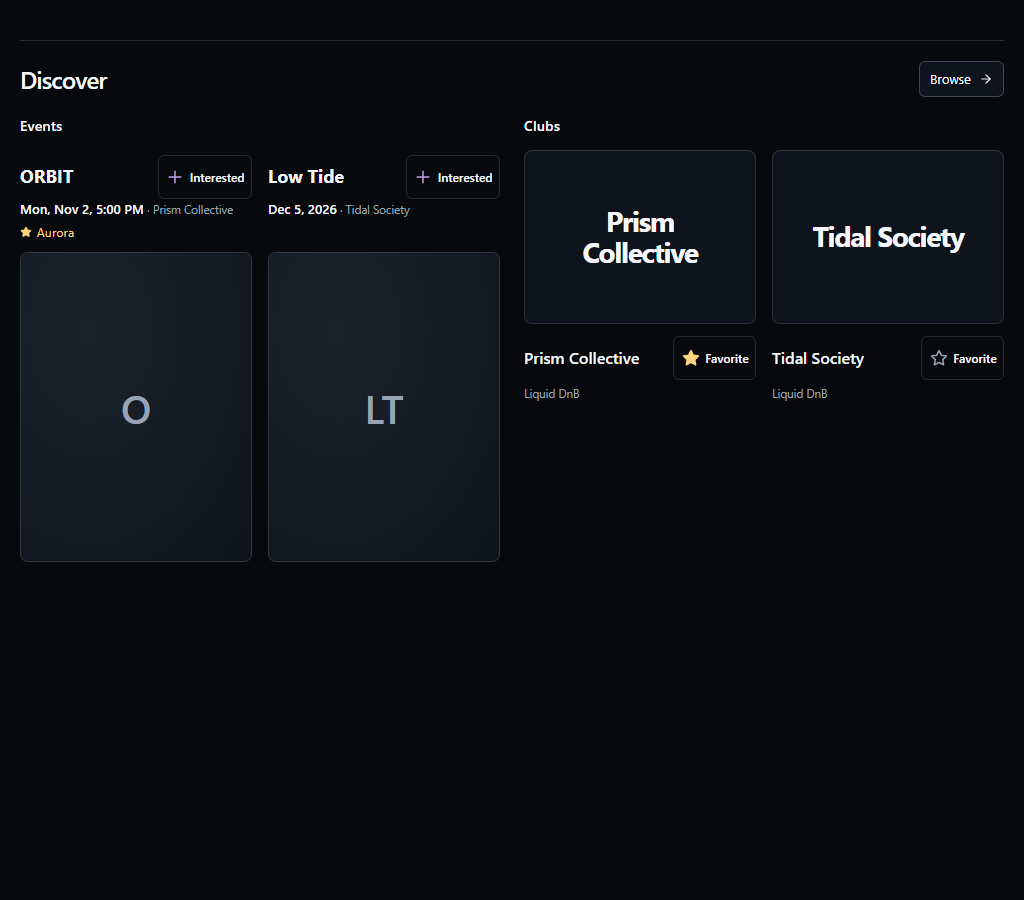 Discover
Browse
Events
ORBIT
Interested
Mon, Nov 2, 5:00 PM · Prism Collective
Aurora
O
Low Tide
Interested
Dec 5, 2026 · Tidal Society
LT
Clubs
Prism
Collective
Prism Collective
Favorite
Liquid DnB
Tidal Society
Tidal Society
Favorite
Liquid DnB